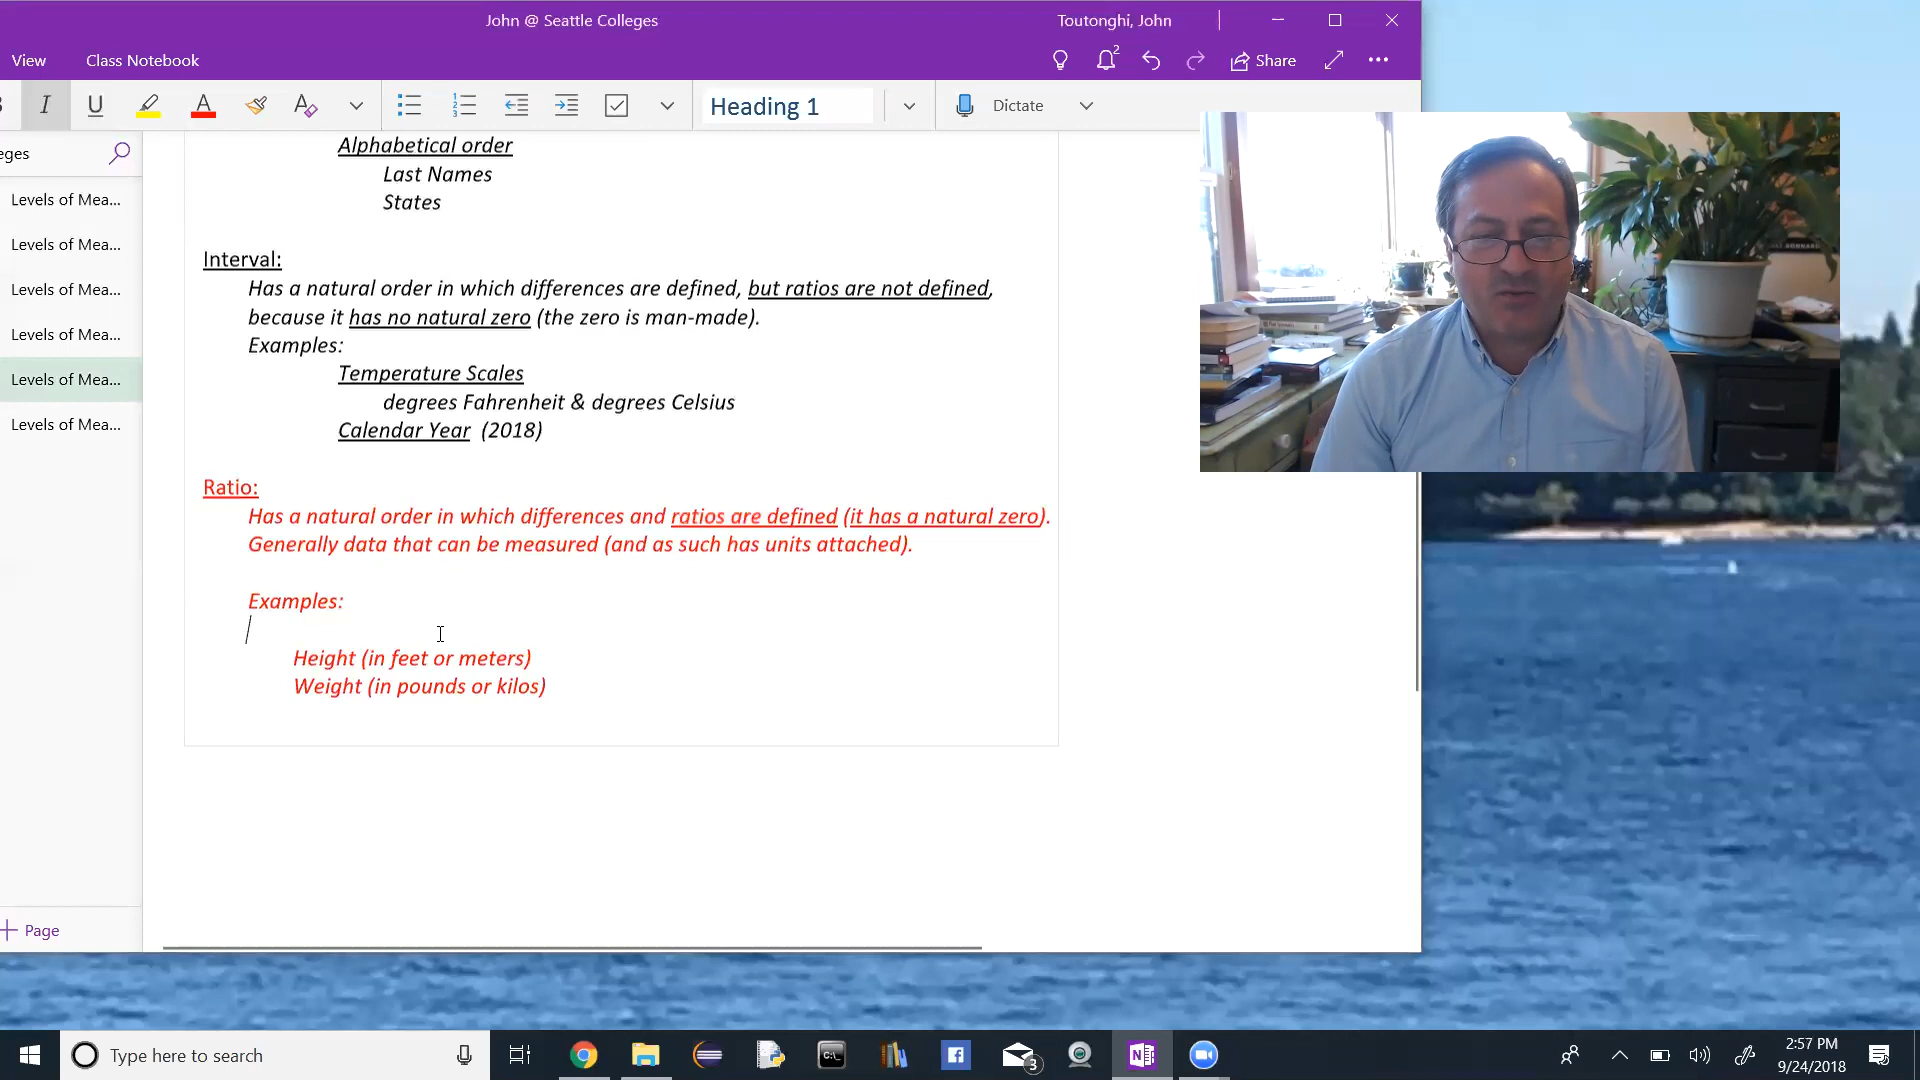 John @ Seattle Colleges
Toutonghi, John
View
Class Notebook
2
Share
I
U
A
A
Heading 1
Dictate
eges
Levels of Mea...
Levels of Mea...
Levels of Mea...
Levels of Mea...
Levels of Mea...
Levels of Mea...
Page
Alphabetical order
Last Names
States
Interval:
Has a natural order in which differences are defined, but ratios are not defined,
because it has no natural zero (the zero is man-made).
Examples:
Temperature Scales
degrees Fahrenheit & degrees Celsius
Calendar Year (2018)
Ratio:
Has a natural order in which differences and ratios are defined (it has a natural zero).
Generally data that can be measured (and as such has units attached).
Examples:
Height (in feet or meters)
Weight (in pounds or kilos)
Type here to search
3
2:57 PM
9/24/2018